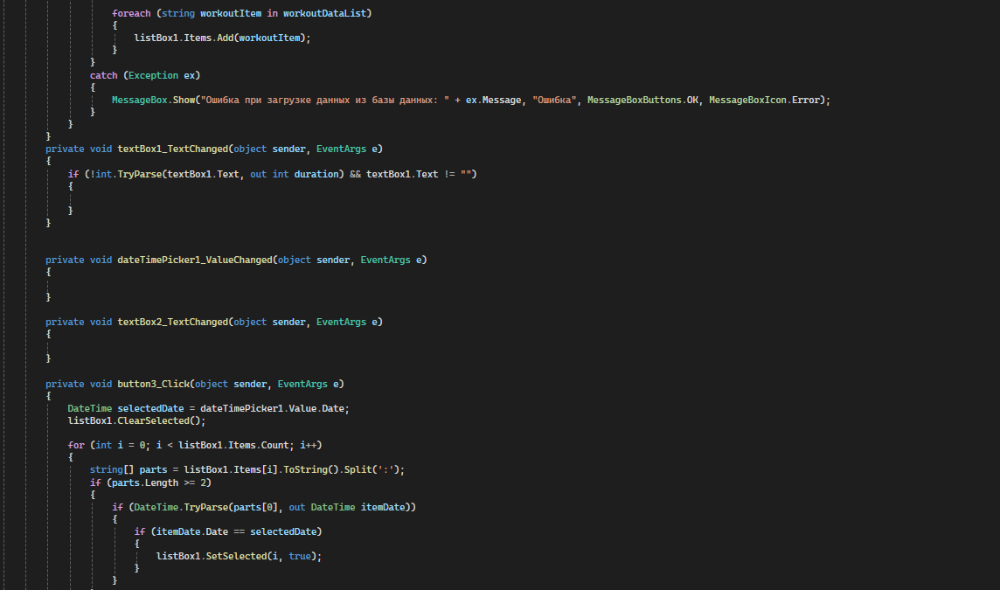 foreach (string workoutItem in workoutDataList)
{
listBox1.Items.Add(workoutItem);
}
}
catch (Exception ex)
{
MessageBox.Show("Ошибка при загрузке данных из базы данных: " + ex.Message, "Ошибка", MessageBoxButtons.OK, MessageBoxIcon.Error);
}
}
}
private void textBox1_TextChanged(object sender, EventArgs e)
{
if (!int.TryParse(textBox1.Text, out int duration) && textBox1.Text != "")
{
}
}
private void dateTimePicker1_ValueChanged(object sender, EventArgs e)
{
}
private void textBox2_TextChanged(object sender, EventArgs e)
{
}
private void button3_Click(object sender, EventArgs e)
{
DateTime selectedDate = dateTimePicker1.Value.Date;
listBox1.ClearSelected();
for (int i = 0; i < listBox1.Items.Count; i++)
{
string[] parts = listBox1.Items[i].ToString().Split(':');
if (parts.Length >= 2)
{
if (DateTime.TryParse(parts[0], out DateTime itemDate))
{
if (itemDate.Date == selectedDate)
{
listBox1.SetSelected(i, true);
}
}